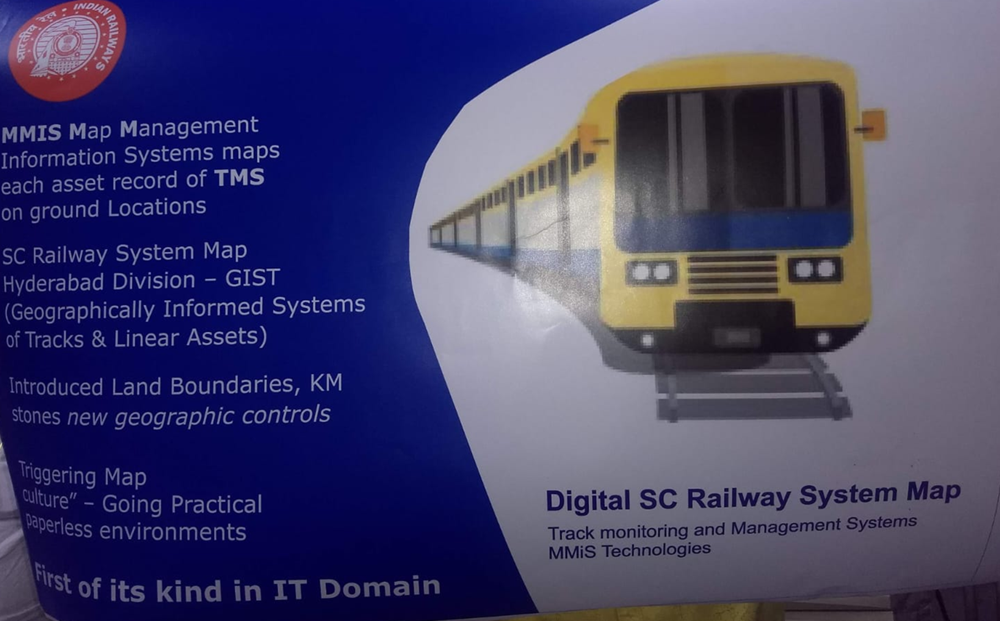 भारतीय रेल • INDIAN RAILWAYS
MMIS Map Management
Information Systems maps
each asset record of TMS
on ground Locations
SC Railway System Map
Hyderabad Division – GIST
(Geographically Informed Systems
of Tracks & Linear Assets)
Introduced Land Boundaries, KM
stones new geographic controls
Triggering Map
culture” – Going Practical
paperless environments
First of its kind in IT Domain
Digital SC Railway System Map
Track monitoring and Management Systems
MMiS Technologies